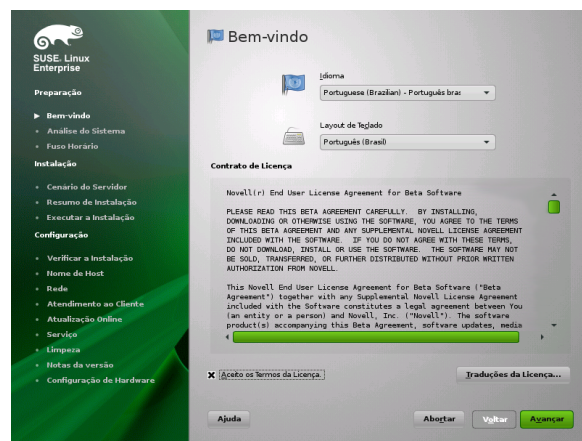 SUSE. Linux
Enterprise
Preparação
Bem-vindo
Análise do Sistema
Fuso Horário
Instalação
Cenário do Servidor
Resumo de Instalação
Executar a Instalação
Configuração
Verificar a Instalação
Nome de Host
Rede
Atendimento ao Cliente
Atualização Online
Serviço
Limpeza
Notas da versão
Configuração de Hardware
Bem-vindo
Idioma
Portuguese (Brazilian) - Português bras
Layout de Teclado
Português (Brasil)
Contrato de Licença
Novell(r) End User License Agreement for Beta Software
PLEASE READ THIS BETA AGREEMENT CAREFULLY.  BY INSTALLING,
DOWNLOADING OR OTHERWISE USING THE SOFTWARE, YOU AGREE TO THE TERMS
OF THIS BETA AGREEMENT AND ANY SUPPLEMENTAL NOVELL LICENSE AGREEMENT
INCLUDED WITH THE SOFTWARE.  IF YOU DO NOT AGREE WITH THESE TERMS,
DO NOT DOWNLOAD, INSTALL OR USE THE SOFTWARE.  THE SOFTWARE MAY NOT
BE SOLD, TRANSFERRED, OR FURTHER DISTRIBUTED WITHOUT PRIOR WRITTEN
AUTHORIZATION FROM NOVELL.
This Novell End User License Agreement for Beta Software ("Beta
Agreement") together with any Supplemental Novell License Agreement
included with the Software constitutes a legal agreement between You
(an entity or a person) and Novell, Inc. ("Novell"). The software
product(s) accompanying this Beta Agreement, software updates, media
Aceito os Termos da Licença.
Traduções da Licença...
Ajuda
Abortar
Voltar
Avançar